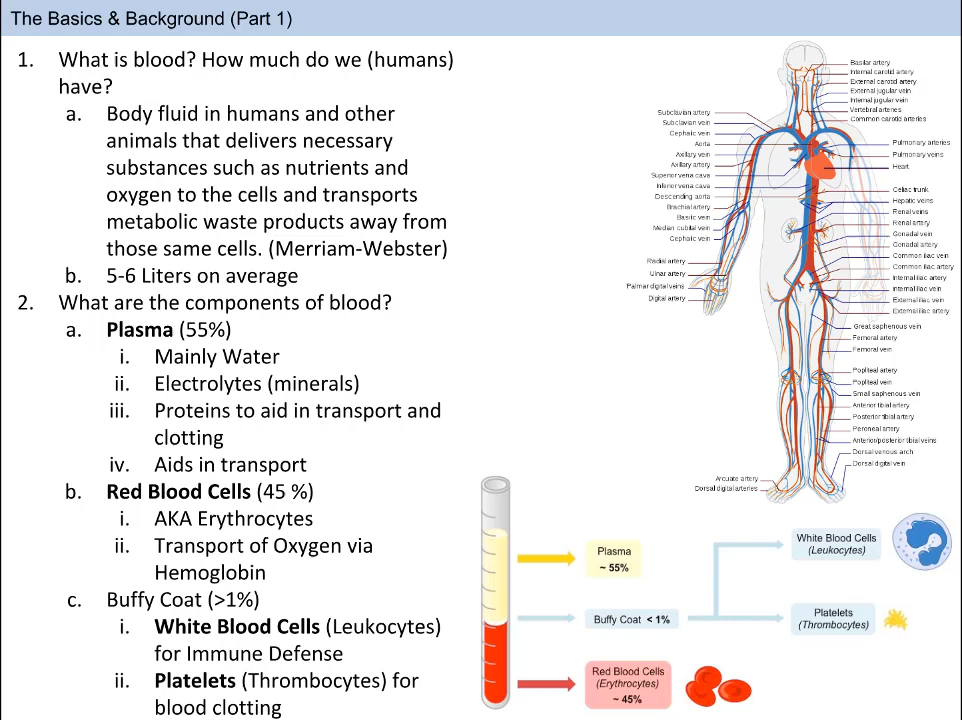 The Basics & Background (Part 1)
1. What is blood? How much do we (humans)
have?
a. Body fluid in humans and other
animals that delivers necessary
substances such as nutrients and
oxygen to the cells and transports
metabolic waste products away from
those same cells. (Merriam-Webster)
b. 5-6 Liters on average
2. What are the components of blood?
a. Plasma (55%)
i. Mainly Water
ii. Electrolytes (minerals)
iii. Proteins to aid in transport and
clotting
iv. Aids in transport
b. Red Blood Cells (45 %)
i. AKA Erythrocytes
ii. Transport of Oxygen via
Hemoglobin
c. Buffy Coat (>1%)
i. White Blood Cells (Leukocytes)
for Immune Defense
ii. Platelets (Thrombocytes) for
blood clotting
Subclavian artery
Subclavian vein
Cephalic vein
Aorta
Axillary vein
Axillary artery
Superior vena cava
Inferior vena cava
Descending aorta
Brachial artery
Basilic vein
Median cubital vein
Cephalic vein
Radial artery
Ulnar artery
Palmar digital veins
Digital artery
Arcuate artery
Dorsal digital arteries
Basilar artery
Internal carotid artery
External carotid artery
External jugular vein
Internal jugular vein
Vertebral arteries
Common carotid arteries
Pulmonary arteries
Pulmonary veins
Heart
Celiac trunk
Hepatic veins
Renal veins
Renal artery
Gonadal vein
Gonadal artery
Common iliac vein
Common iliac artery
Internal iliac artery
Internal iliac vein
External iliac vein
External iliac artery
Great saphenous vein
Femoral artery
Femoral vein
Popliteal artery
Popliteal vein
Small saphenous vein
Anterior tibial artery
Posterior tibial artery
Peroneal artery
Anterior/posterior tibial veins
Dorsal venous arch
Dorsal digital vein
Plasma
~ 55%
Buffy Coat < 1%
Red Blood Cells
(Erythrocytes)
~ 45%
White Blood Cells
(Leukocytes)
Platelets
(Thrombocytes)